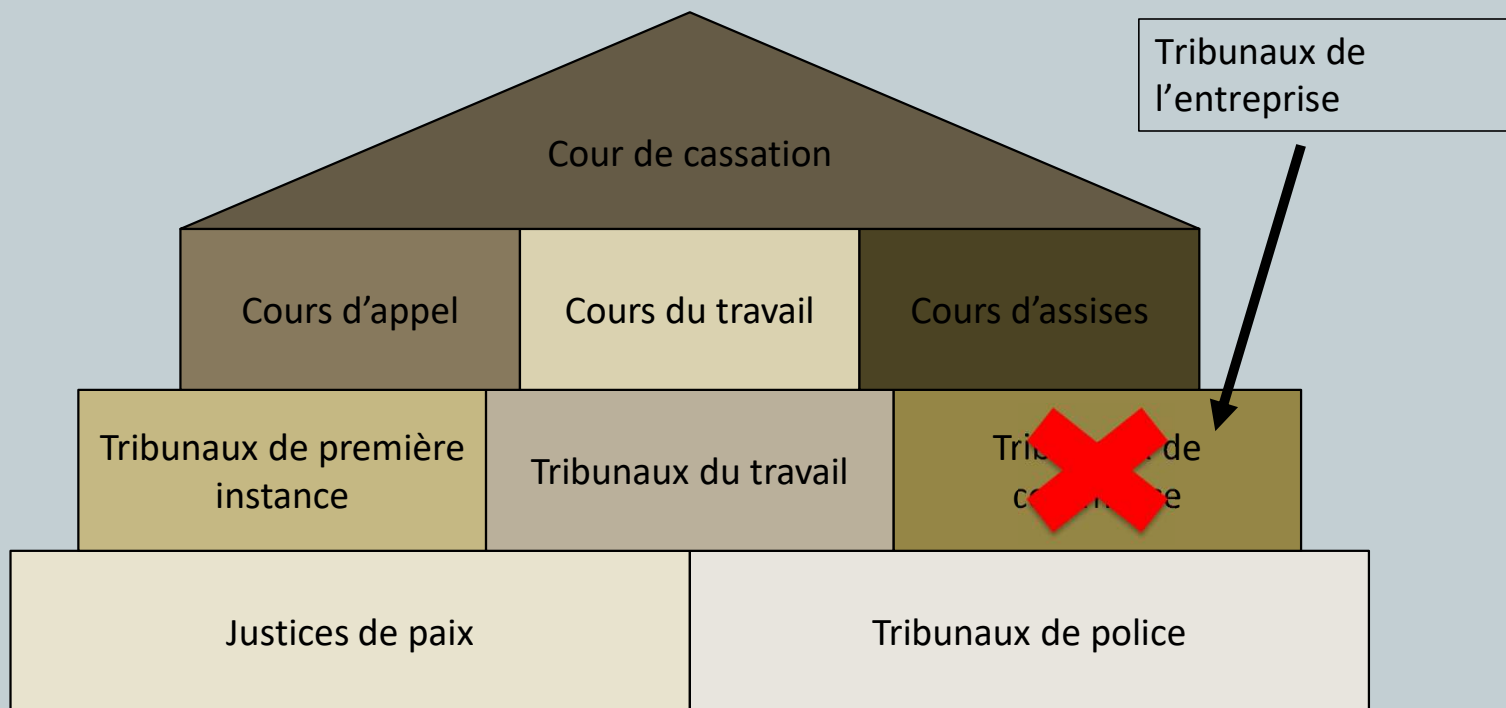 Tribunaux de
l’entreprise
Cour de cassation
Cours d’appel
Cours du travail
Cours d’assises
Tribunaux de première
instance
Tribunaux du travail
de
Justices de paix
Tribunaux de police